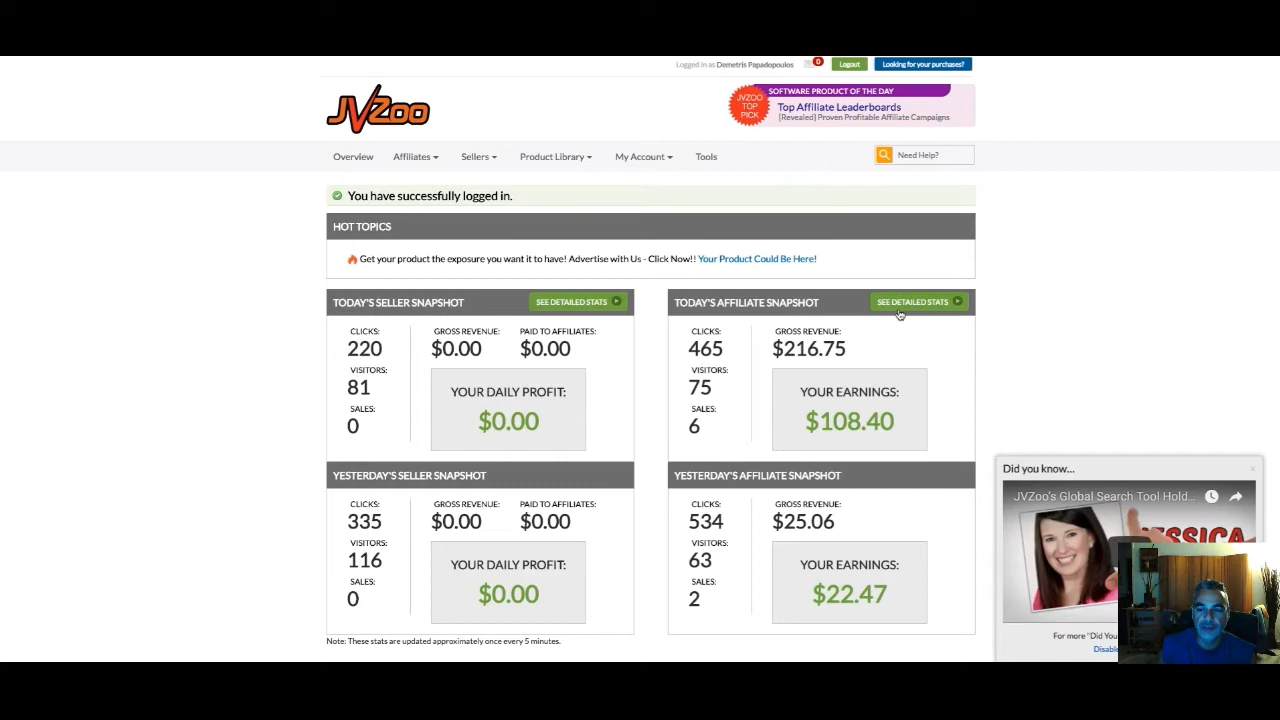 Logged in as Demetris Papadopoulos 0 Logout Looking for your purchases?
JVZoo
JVZOO TOP PICK
SOFTWARE PRODUCT OF THE DAY
Top Affiliate Leaderboards
[Revealed] Proven Profitable Affiliate Campaigns
Overview Affiliates Sellers Product Library My Account Tools Need Help?
You have successfully logged in.
HOT TOPICS
Get your product the exposure you want it to have! Advertise with Us - Click Now!! Your Product Could Be Here!
TODAY'S SELLER SNAPSHOT SEE DETAILED STATS
CLICKS: GROSS REVENUE: PAID TO AFFILIATES:
220 $0.00 $0.00
VISITORS:
81 YOUR DAILY PROFIT:
SALES:
0 $0.00
TODAY'S AFFILIATE SNAPSHOT SEE DETAILED STATS
CLICKS: GROSS REVENUE:
465 $216.75
VISITORS:
75 YOUR EARNINGS:
SALES:
6 $108.40
YESTERDAY'S SELLER SNAPSHOT
CLICKS: GROSS REVENUE: PAID TO AFFILIATES:
335 $0.00 $0.00
VISITORS:
116 YOUR DAILY PROFIT:
SALES:
0 $0.00
YESTERDAY'S AFFILIATE SNAPSHOT
CLICKS: GROSS REVENUE:
534 $25.06
VISITORS:
63 YOUR EARNINGS:
SALES:
2 $22.47
Note: These stats are updated approximately once every 5 minutes.
Did you know...
JVZoo's Global Search Tool Hold...
JESSICA
For more "Did You
Disable